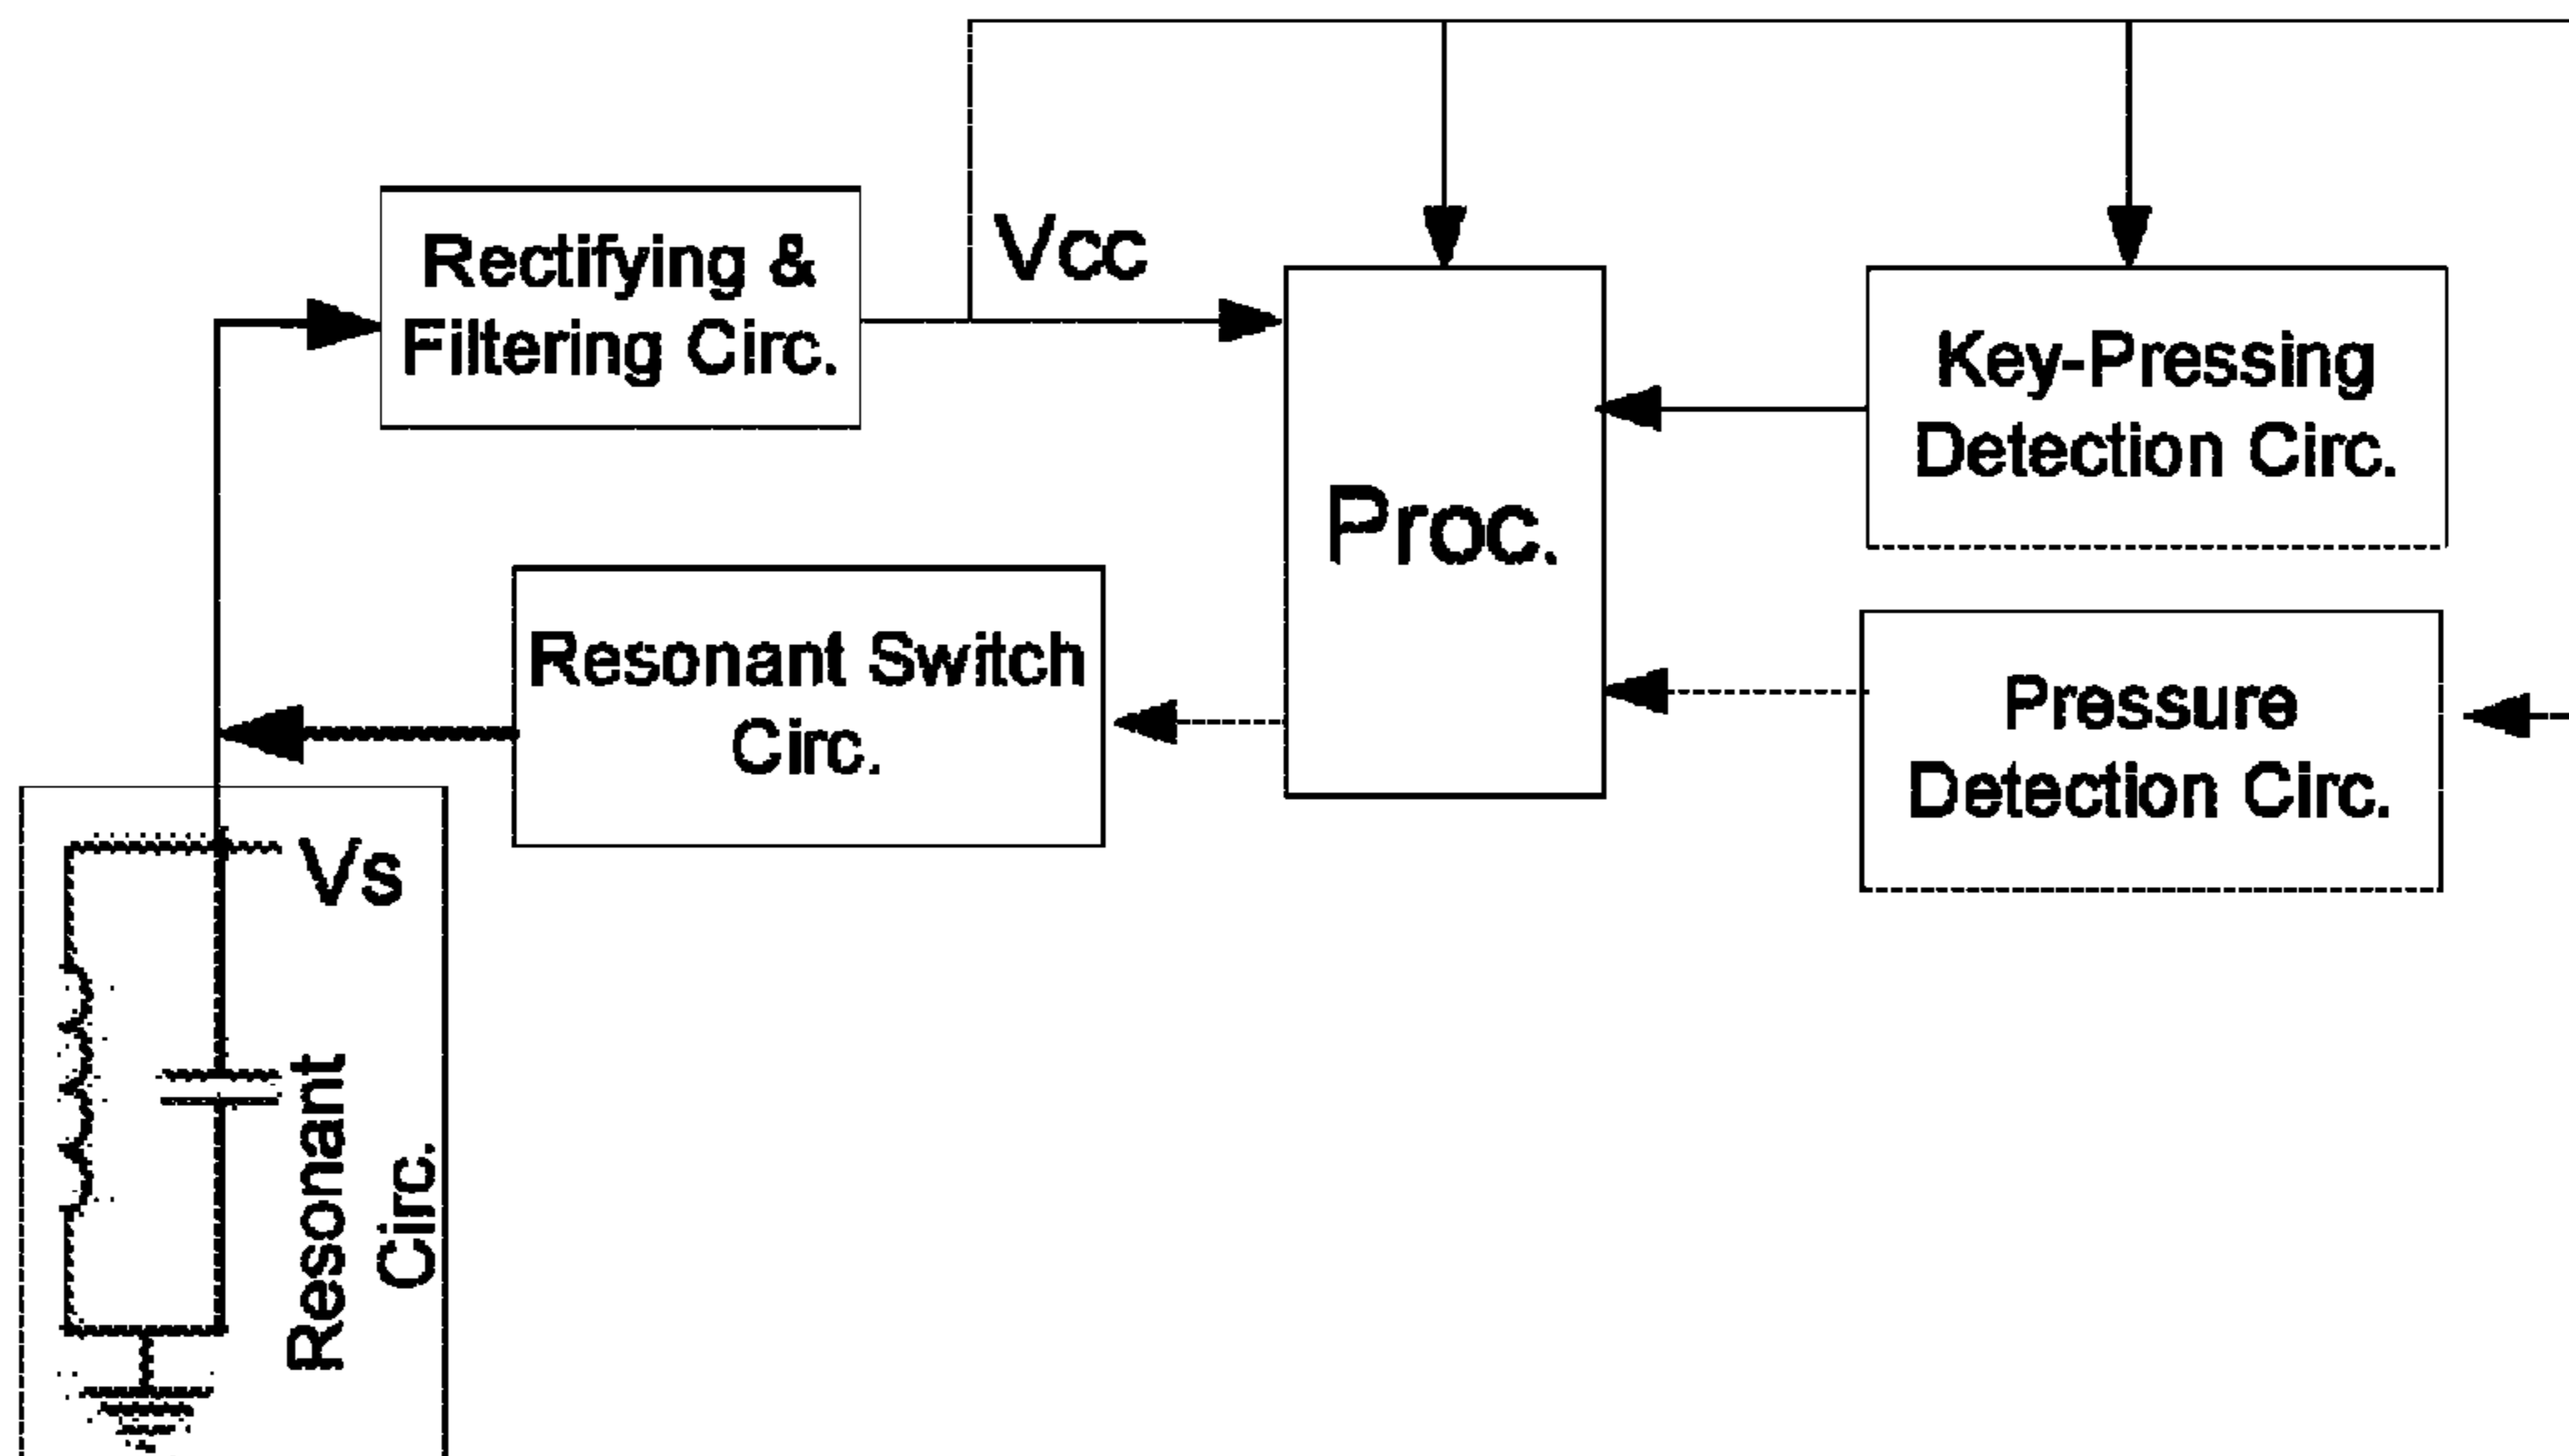 Rectifying &
Filtering Circ.
Vcc
Proc.
Key-Pressing
Detection Circ.
Resonant Switch
Circ.
Pressure
Detection Circ.
Vs
Resonant
Circ.